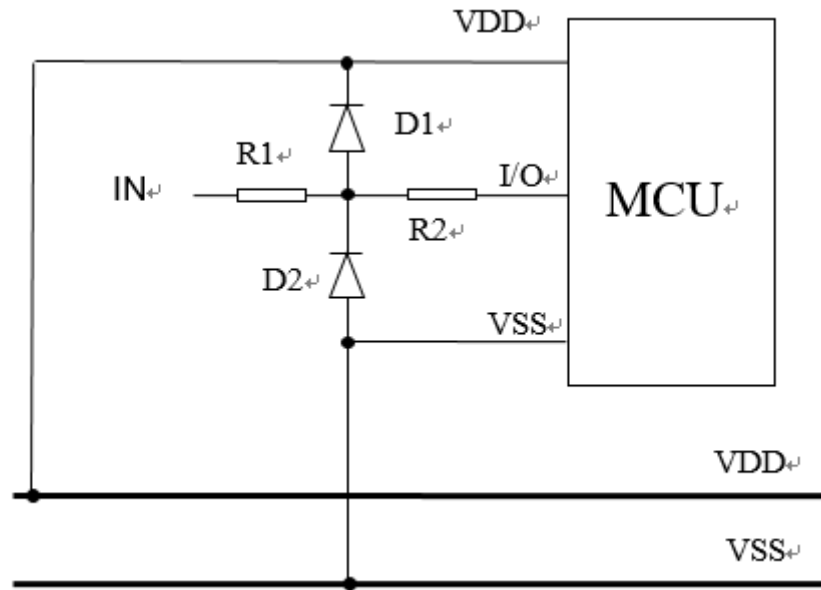 VDD↵
D1↵
R1↵
IN↵
I/O↵
MCU↵
R2↵
D2↵
VSS↵
VDD↵
VSS↵